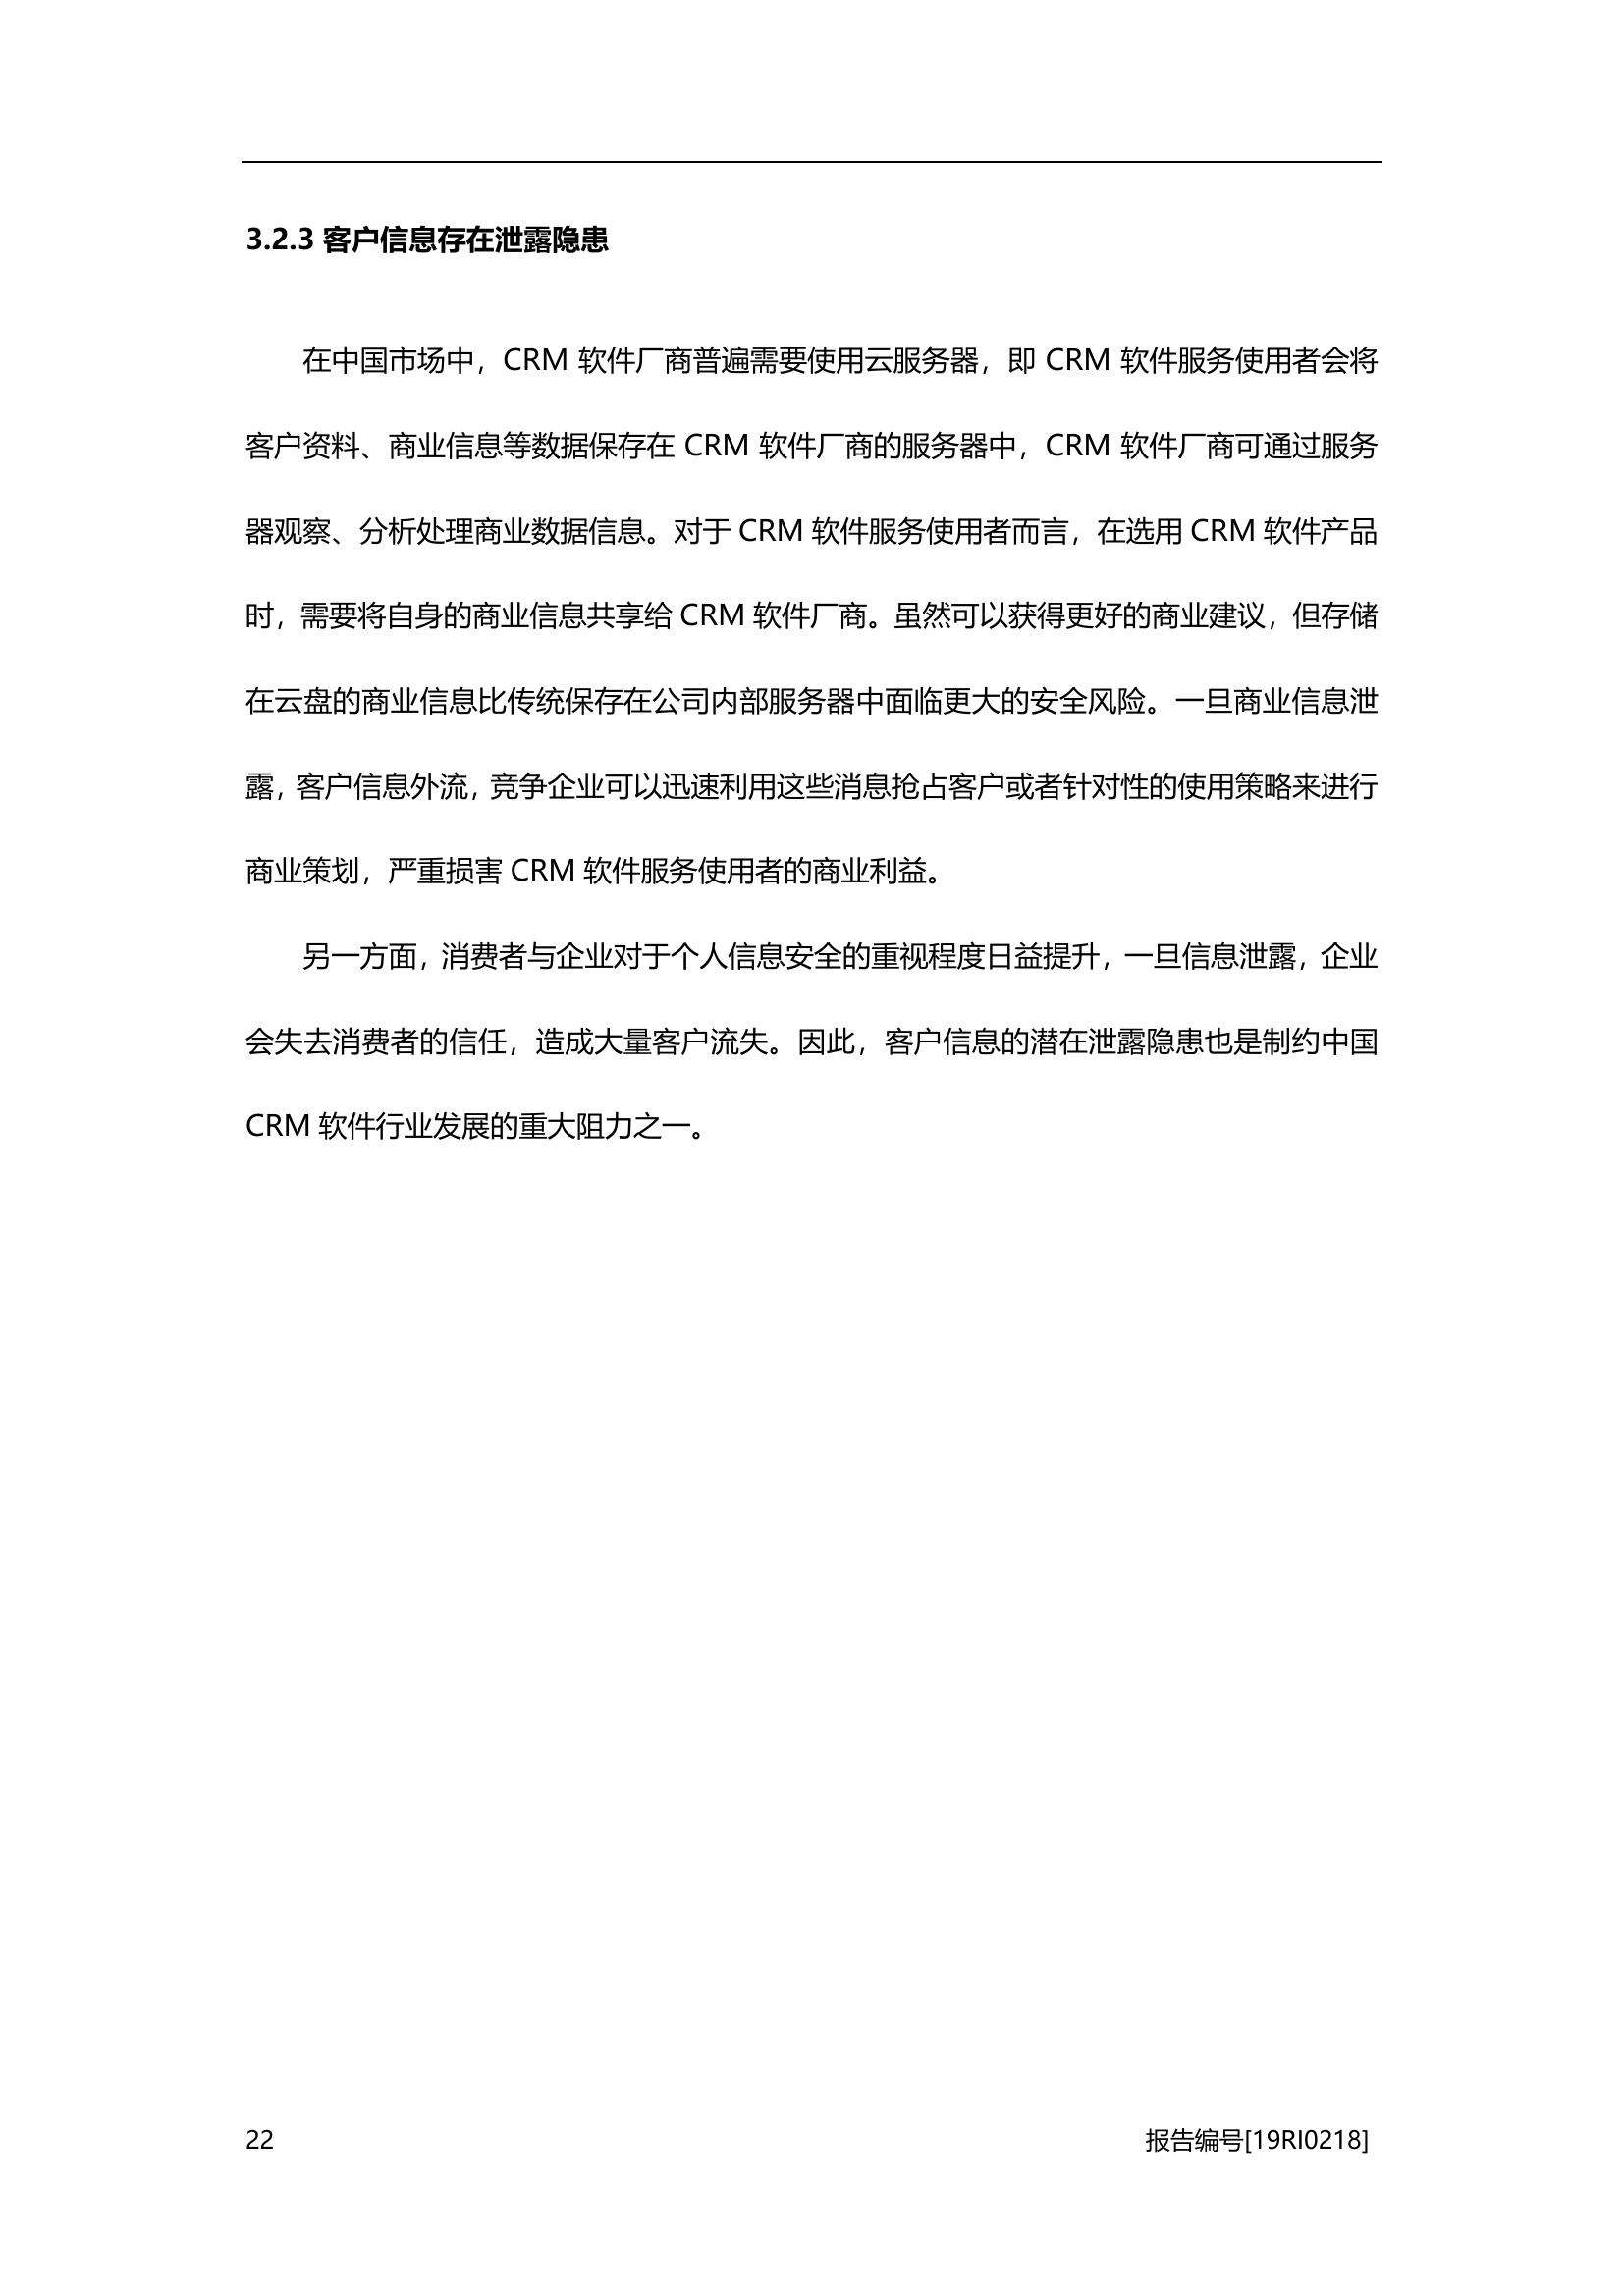 3.2.3 客户信息存在泄露隐患
在中国市场中，CRM 软件厂商普遍需要使用云服务器，即 CRM 软件服务使用者会将
客户资料、商业信息等数据保存在 CRM 软件厂商的服务器中，CRM 软件厂商可通过服务
器观察、分析处理商业数据信息。对于 CRM 软件服务使用者而言，在选用 CRM 软件产品
时，需要将自身的商业信息共享给 CRM 软件厂商。虽然可以获得更好的商业建议，但存储
在云盘的商业信息比传统保存在公司内部服务器中面临更大的安全风险。一旦商业信息泄
露，客户信息外流，竞争企业可以迅速利用这些消息抢占客户或者针对性的使用策略来进行
商业策划，严重损害 CRM 软件服务使用者的商业利益。
另一方面，消费者与企业对于个人信息安全的重视程度日益提升，一旦信息泄露，企业
会失去消费者的信任，造成大量客户流失。因此，客户信息的潜在泄露隐患也是制约中国
CRM 软件行业发展的重大阻力之一。
22 报告编号[19RI0218]